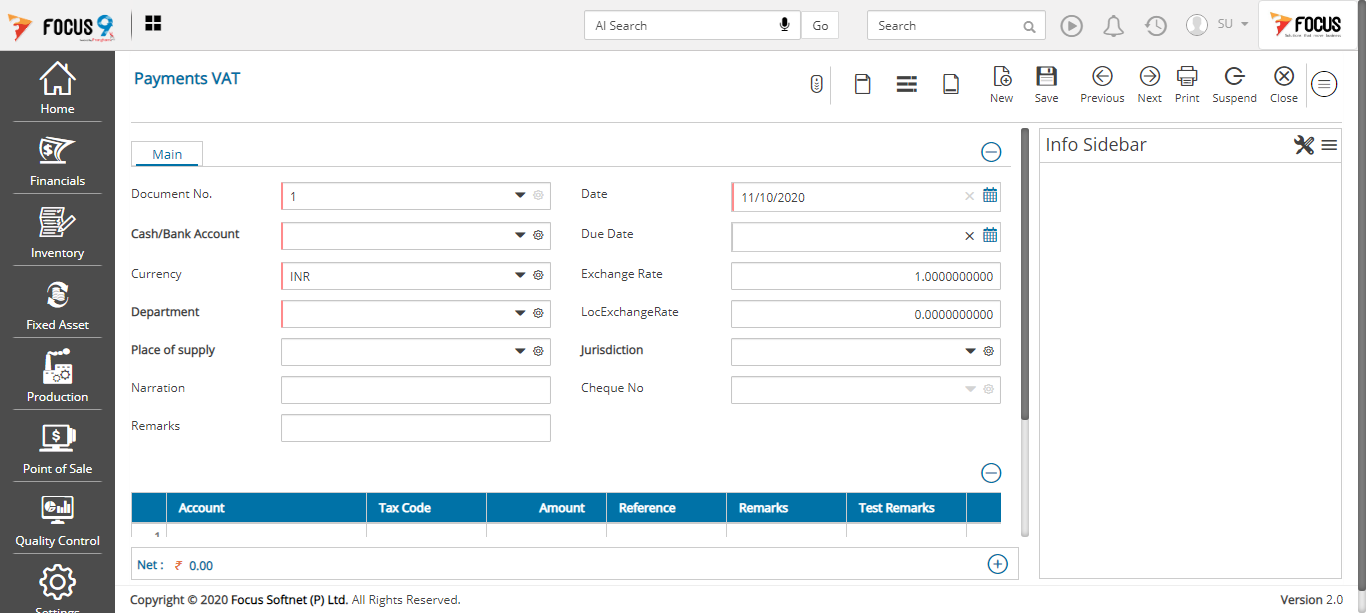 FOCUS 9
AI Search
Go
Search
SU
FOCUS
Home
Financials
Inventory
Fixed Asset
Production
Point of Sale
Quality Control
Settings
Payments VAT
New
Save
Previous
Next
Print
Suspend
Close
Main
Document No. 1
Date 11/10/2020
Cash/Bank Account
Due Date
Currency INR
Exchange Rate 1.0000000000
Department
LocExchangeRate 0.0000000000
Place of supply
Jurisdiction
Narration
Cheque No
Remarks
Info Sidebar
Account Tax Code Amount Reference Remarks Test Remarks
1
Net : ₹ 0.00
Copyright © 2020 Focus Softnet (P) Ltd. All Rights Reserved.
Version 2.0